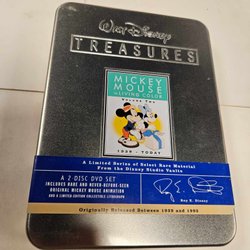 Walt Disney
TREASURES
MICKEY
MOUSE
IN LIVING COLOR
VOLUME TWO
1939 - TODAY
A Limited Series of Select Rare Material
From the Disney Studio Vaults
A 2-DISC DVD SET
INCLUDES RARE AND NEVER-BEFORE-SEEN
ORIGINAL MICKEY MOUSE ANIMATION
AND A LIMITED EDITION COLLECTIBLE LITHOGRAPH
Roy E. Disney
Originally Released Between 1939 and 1995